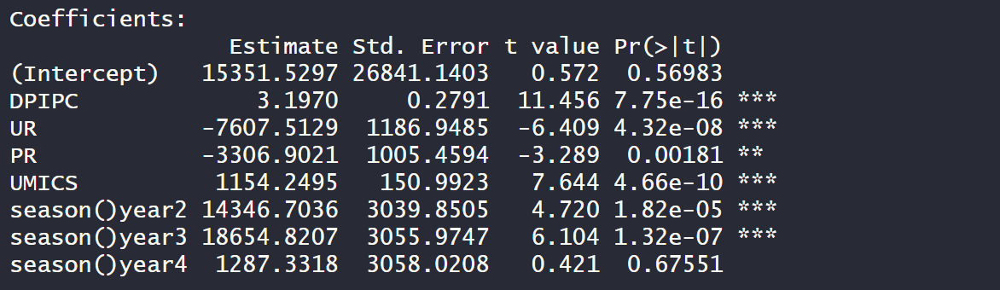 Coefficients:
Estimate Std. Error t value Pr(>|t|)
(Intercept) 15351.5297 26841.1403 0.572 0.56983
DPIPC 3.1970 0.2791 11.456 7.75e-16 ***
UR -7607.5129 1186.9485 -6.409 4.32e-08 ***
PR -3306.9021 1005.4594 -3.289 0.00181 **
UMICS 1154.2495 150.9923 7.644 4.66e-10 ***
season()year2 14346.7036 3039.8505 4.720 1.82e-05 ***
season()year3 18654.8207 3055.9747 6.104 1.32e-07 ***
season()year4 1287.3318 3058.0208 0.421 0.67551